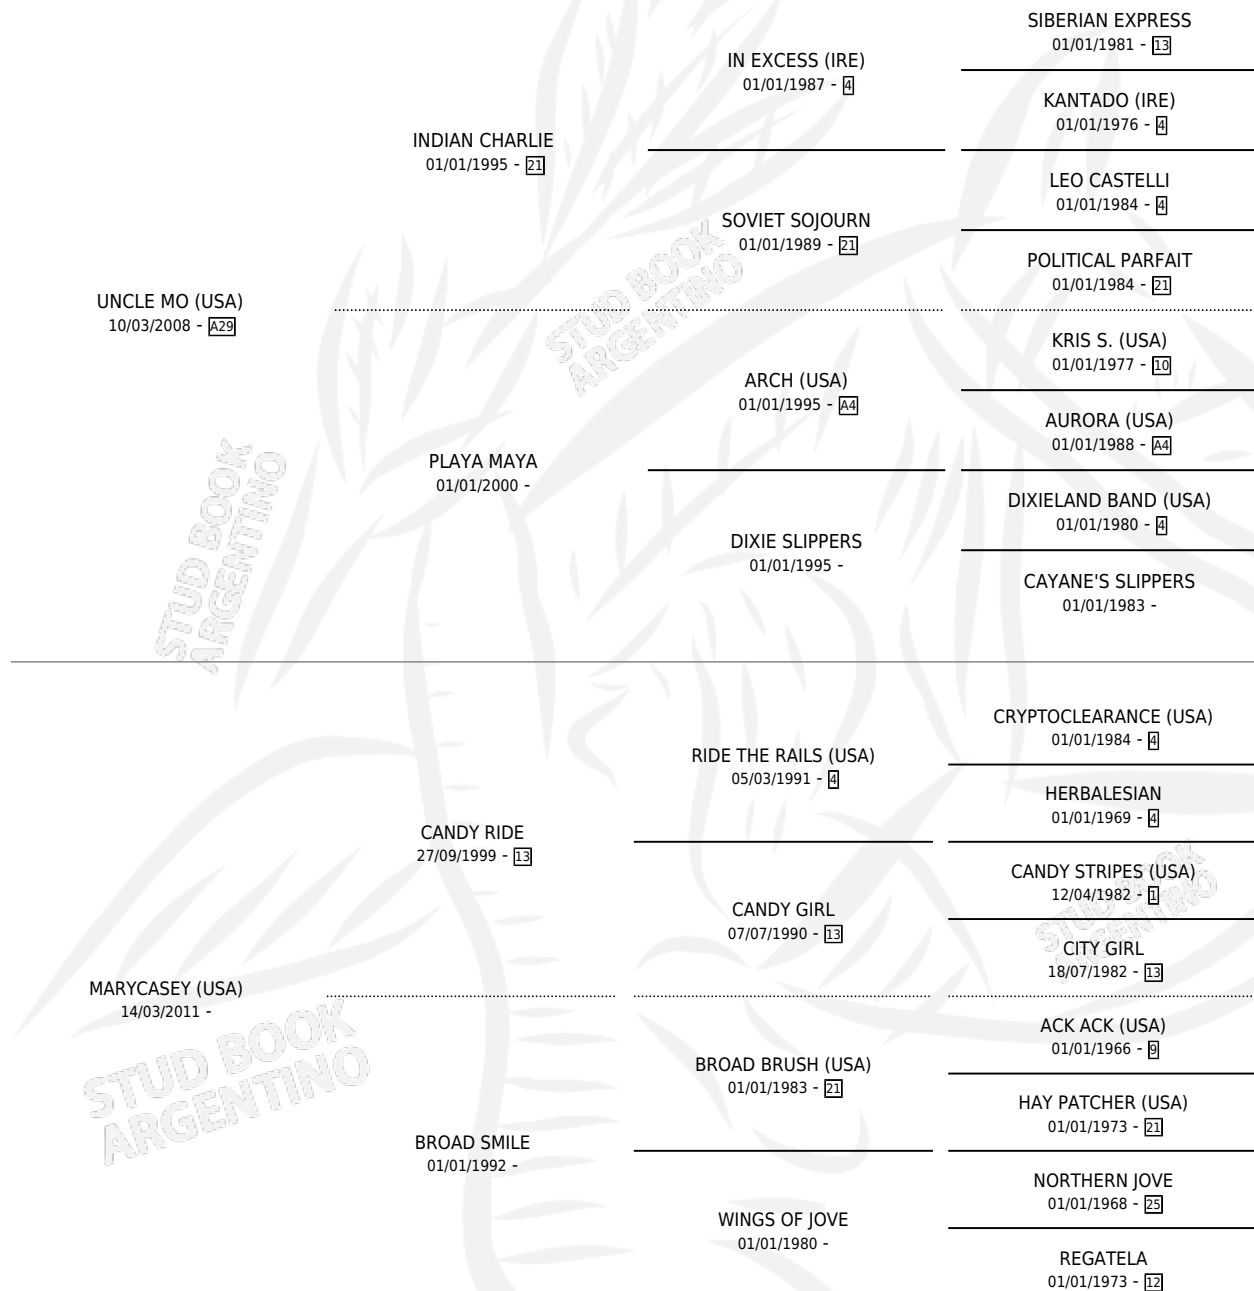 SIBERIAN EXPRESS
01/01/1981 - 13
IN EXCESS (IRE)
01/01/1987 - 4
KANTADO (IRE)
01/01/1976 - 4
INDIAN CHARLIE
01/01/1995 - 21
LEO CASTELLI
01/01/1984 - 4
SOVIET SOJOURN
01/01/1989 - 21
POLITICAL PARFAIT
01/01/1984 - 21
UNCLE MO (USA)
10/03/2008 - A29
KRIS S. (USA)
01/01/1977 - 10
ARCH (USA)
01/01/1995 - A4
AURORA (USA)
01/01/1988 - A4
PLAYA MAYA
01/01/2000 -
DIXIELAND BAND (USA)
01/01/1980 - 4
DIXIE SLIPPERS
01/01/1995 -
CAYANE'S SLIPPERS
01/01/1983 -
CRYPTOCLEARANCE (USA)
01/01/1984 - 4
RIDE THE RAILS (USA)
05/03/1991 - 4
HERBALESIAN
01/01/1969 - 4
CANDY RIDE
27/09/1999 - 13
CANDY STRIPES (USA)
12/04/1982 - 1
CANDY GIRL
07/07/1990 - 13
CITY GIRL
18/07/1982 - 13
MARYCASEY (USA)
14/03/2011 -
ACK ACK (USA)
01/01/1966 - 9
BROAD BRUSH (USA)
01/01/1983 - 21
HAY PATCHER (USA)
01/01/1973 - 21
BROAD SMILE
01/01/1992 -
NORTHERN JOVE
01/01/1968 - 25
WINGS OF JOVE
01/01/1980 -
REGATELA
01/01/1973 - 12
STUD BOOK
ARGENTINO
STUD BOOK
ARGENTINO
STUD BOOK
ARGENTINO
STUD BOOK
ARGENTINO